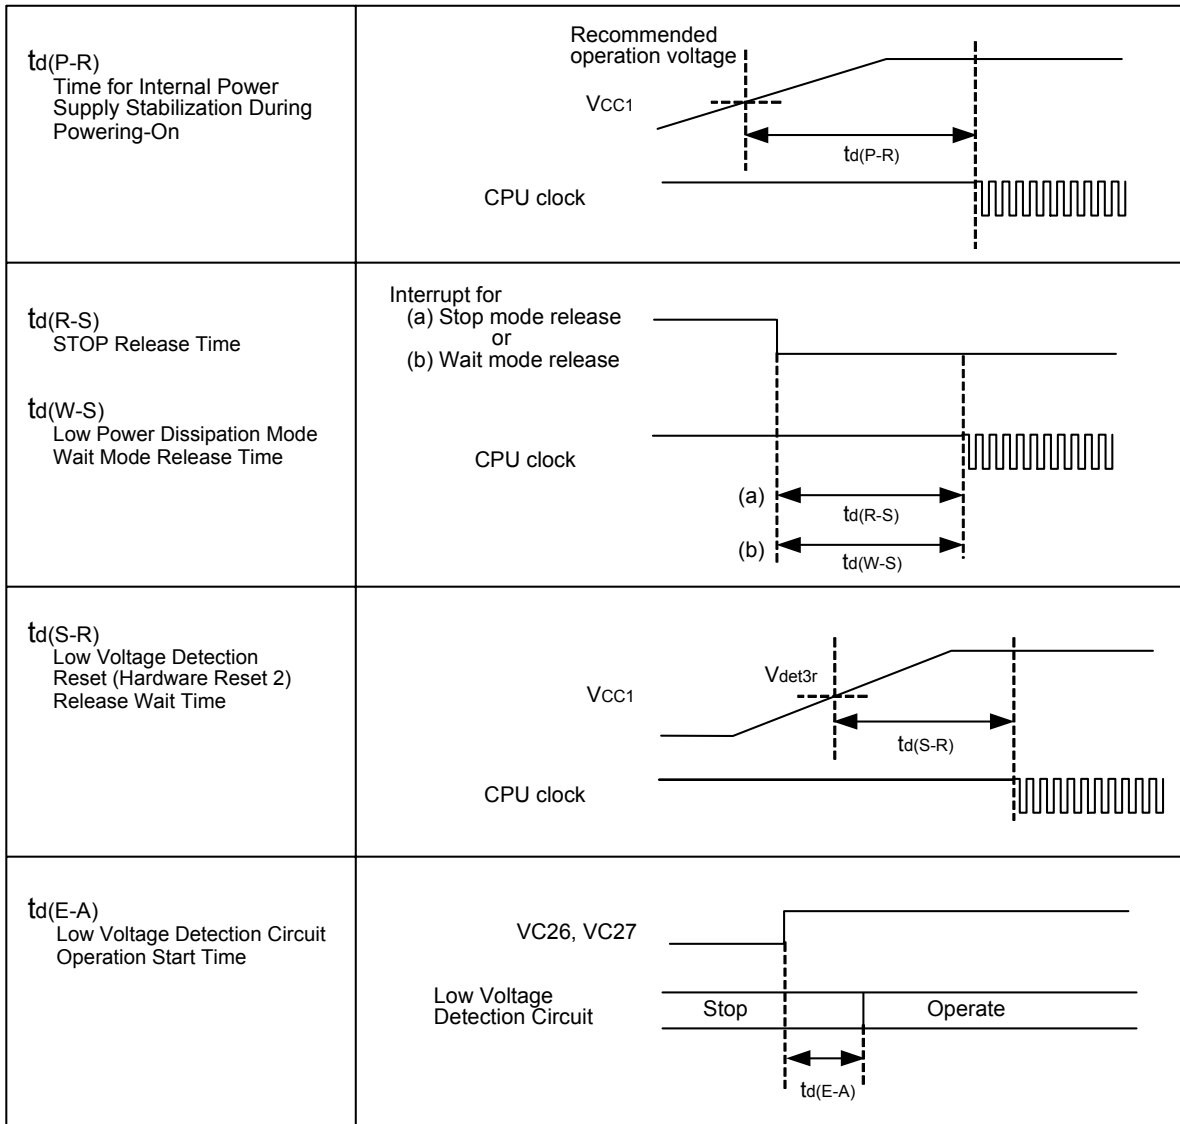 td(P-R)
Time for Internal Power
Supply Stabilization During
Powering-On
Recommended
operation voltage
VCC1
td(P-R)
CPU clock
td(R-S)
STOP Release Time
td(W-S)
Low Power Dissipation Mode
Wait Mode Release Time
Interrupt for
(a) Stop mode release
or
(b) Wait mode release
CPU clock
(a)
td(R-S)
(b)
td(W-S)
td(S-R)
Low Voltage Detection
Reset (Hardware Reset 2)
Release Wait Time
Vdet3r
VCC1
td(S-R)
CPU clock
td(E-A)
Low Voltage Detection Circuit
Operation Start Time
VC26, VC27
Low Voltage
Detection Circuit
Stop
Operate
td(E-A)